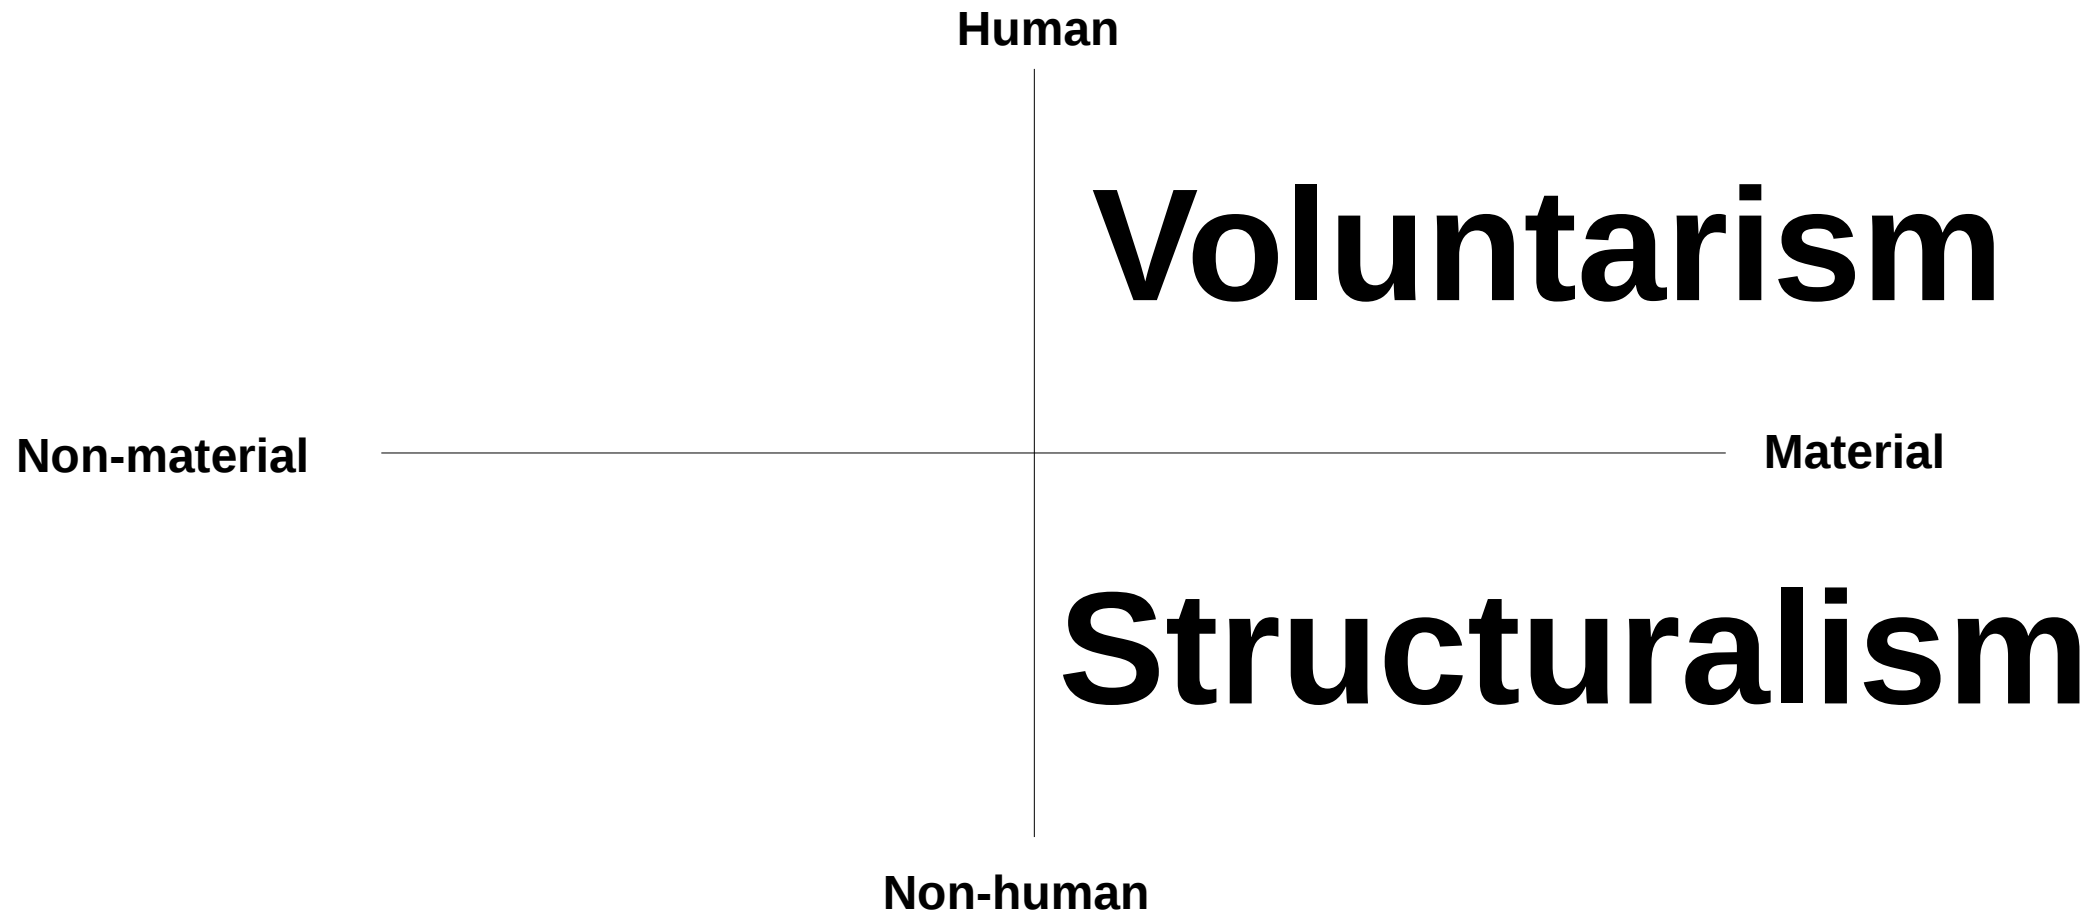 Human
Voluntarism
Non-material
Material
Structuralism
Non-human